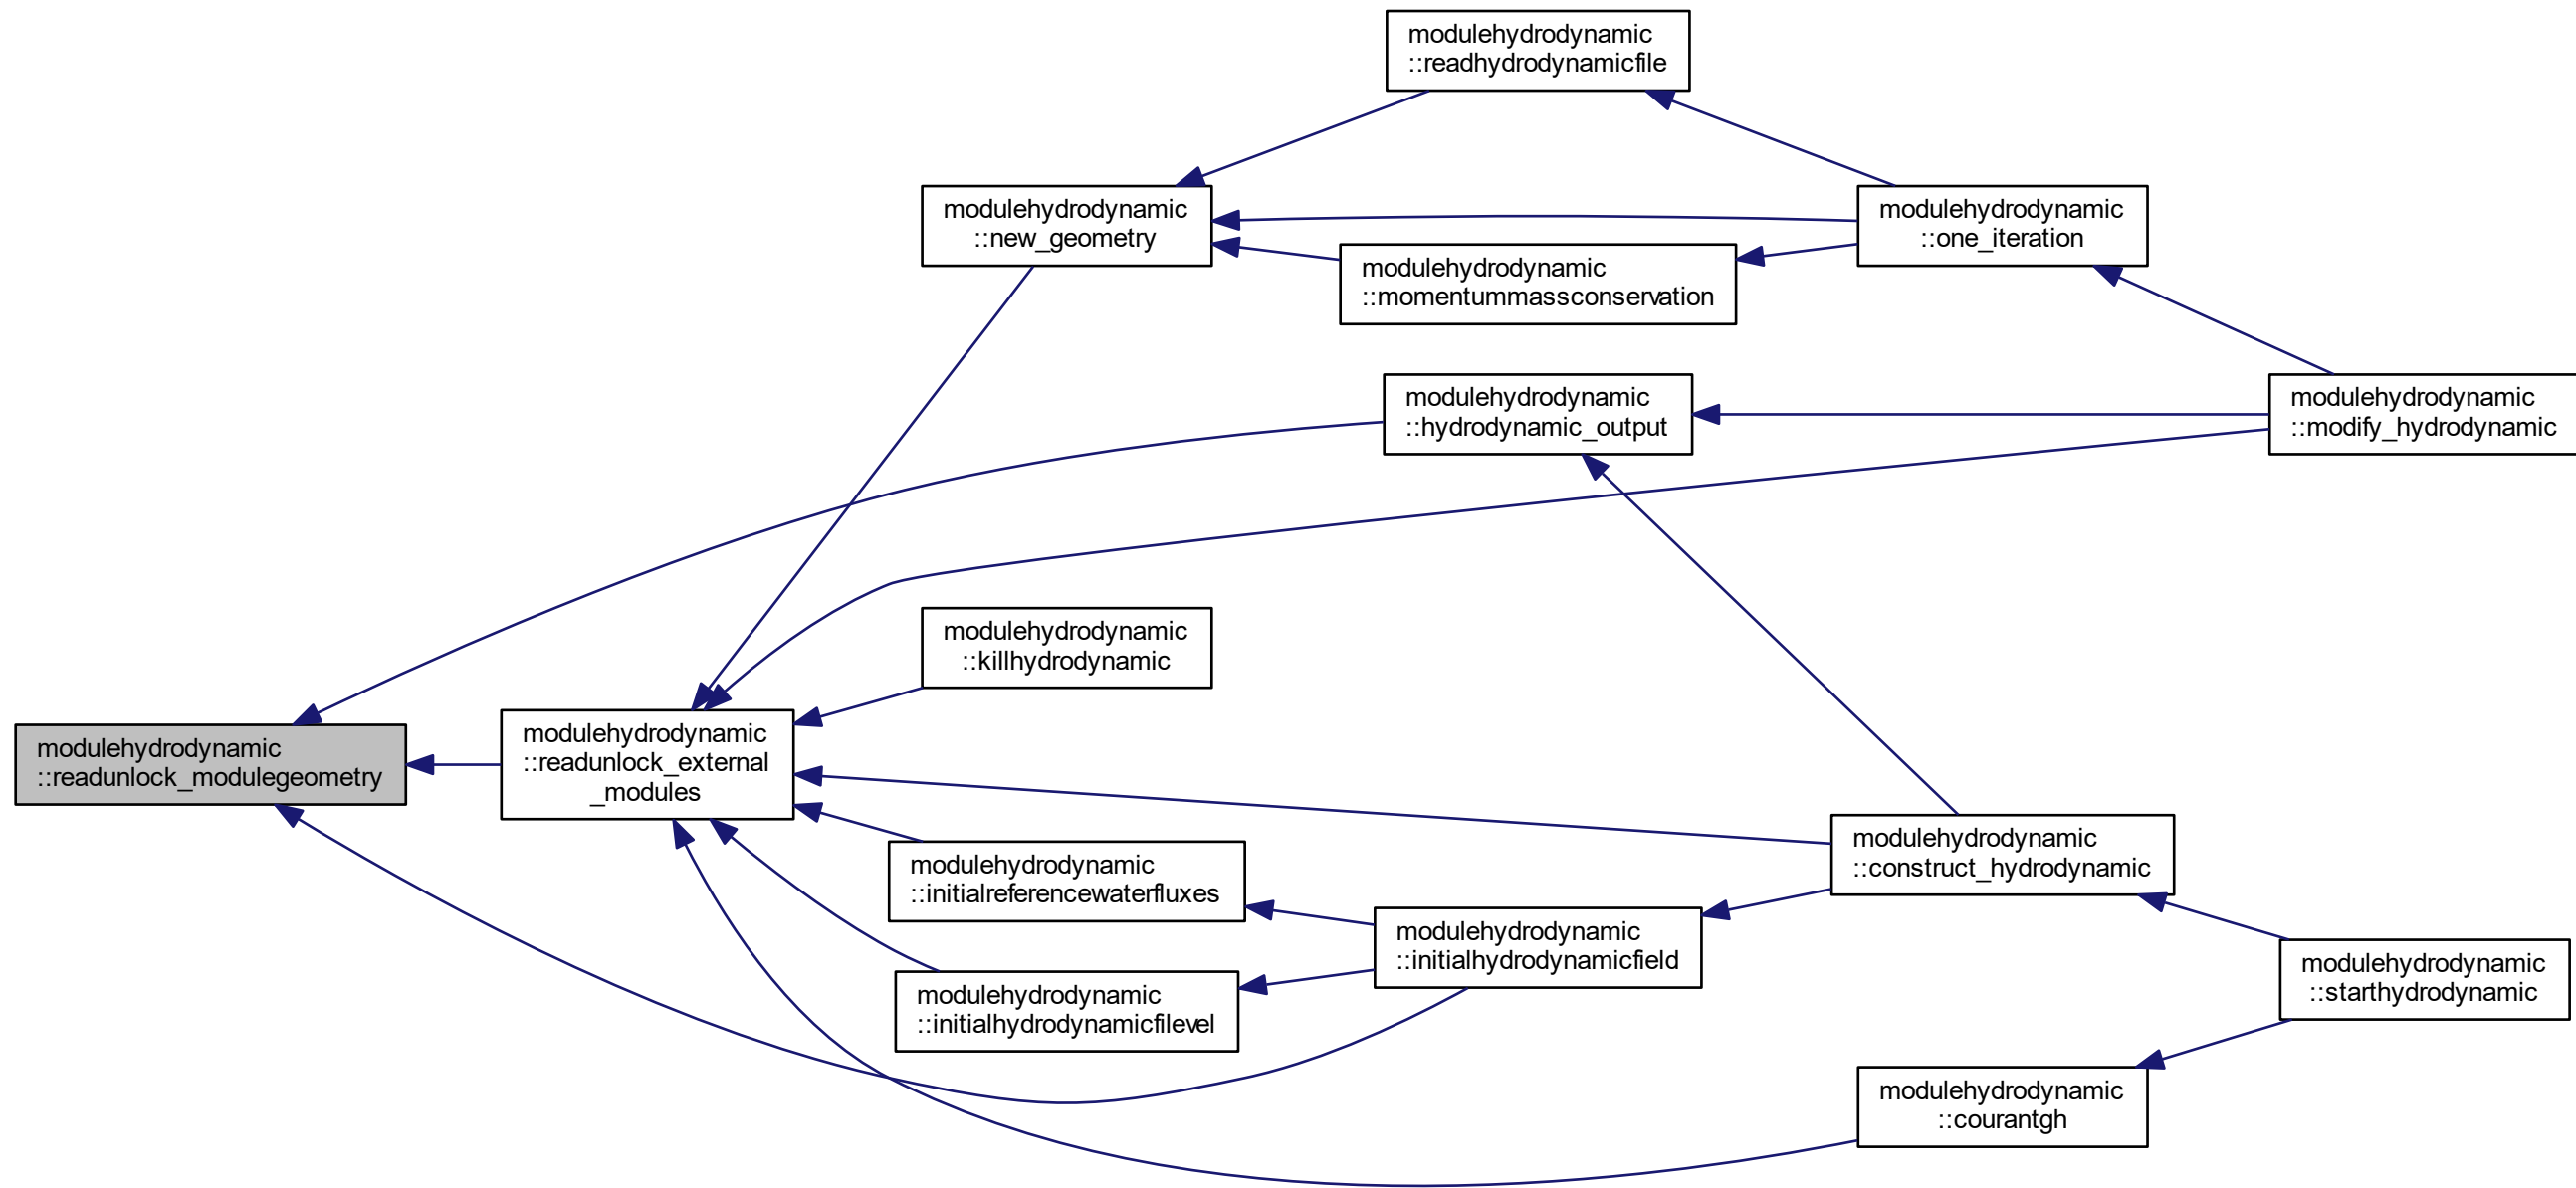 modulehydrodynamic
::readhydrodynamicfile
modulehydrodynamic
::new_geometry
modulehydrodynamic
::one_iteration
modulehydrodynamic
::momentummassconservation
modulehydrodynamic
::hydrodynamic_output
modulehydrodynamic
::modify_hydrodynamic
modulehydrodynamic
::killhydrodynamic
modulehydrodynamic
::readunlock_modulegeometry
modulehydrodynamic
::readunlock_external
_modules
modulehydrodynamic
::construct_hydrodynamic
modulehydrodynamic
::initialreferencewaterfluxes
modulehydrodynamic
::initialhydrodynamicfield
modulehydrodynamic
::starthydrodynamic
modulehydrodynamic
::initialhydrodynamicfilevel
modulehydrodynamic
::courantgh